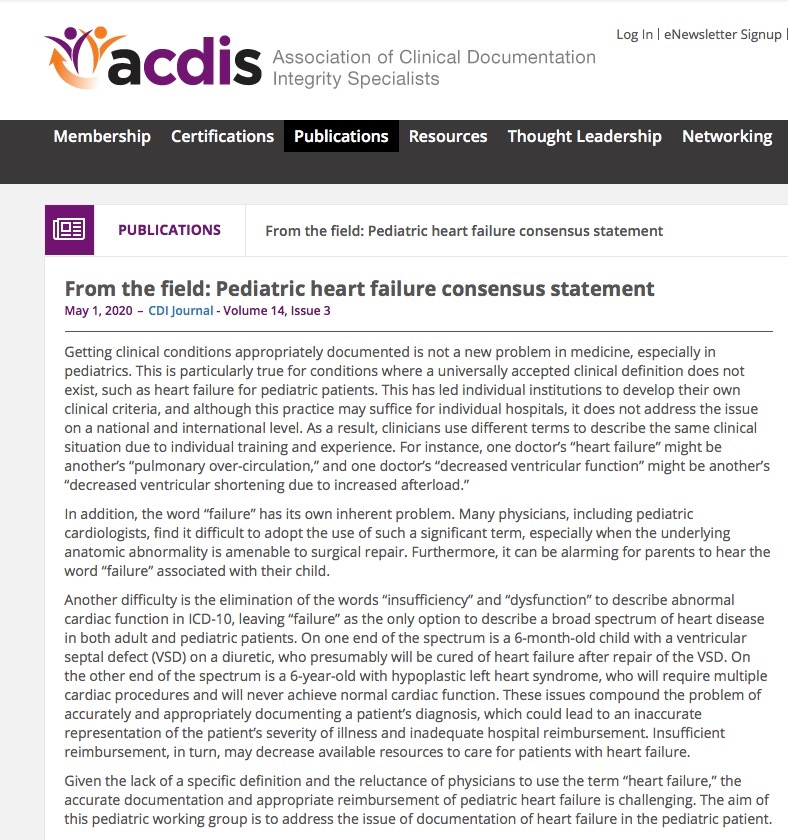 acdis Association of Clinical Documentation
Integrity Specialists
Log In | eNewsletter Signup |
Membership Certifications Publications Resources Thought Leadership Networking
PUBLICATIONS From the field: Pediatric heart failure consensus statement
From the field: Pediatric heart failure consensus statement
May 1, 2020 – CDI Journal - Volume 14, Issue 3
Getting clinical conditions appropriately documented is not a new problem in medicine, especially in
pediatrics. This is particularly true for conditions where a universally accepted clinical definition does not
exist, such as heart failure for pediatric patients. This has led individual institutions to develop their own
clinical criteria, and although this practice may suffice for individual hospitals, it does not address the issue
on a national and international level. As a result, clinicians use different terms to describe the same clinical
situation due to individual training and experience. For instance, one doctor’s “heart failure” might be
another’s “pulmonary over-circulation,” and one doctor’s “decreased ventricular function” might be another’s
“decreased ventricular shortening due to increased afterload.”
In addition, the word “failure” has its own inherent problem. Many physicians, including pediatric
cardiologists, find it difficult to adopt the use of such a significant term, especially when the underlying
anatomic abnormality is amenable to surgical repair. Furthermore, it can be alarming for parents to hear the
word “failure” associated with their child.
Another difficulty is the elimination of the words “insufficiency” and “dysfunction” to describe abnormal
cardiac function in ICD-10, leaving “failure” as the only option to describe a broad spectrum of heart disease
in both adult and pediatric patients. On one end of the spectrum is a 6-month-old child with a ventricular
septal defect (VSD) on a diuretic, who presumably will be cured of heart failure after repair of the VSD. On
the other end of the spectrum is a 6-year-old with hypoplastic left heart syndrome, who will require multiple
cardiac procedures and will never achieve normal cardiac function. These issues compound the problem of
accurately and appropriately documenting a patient’s diagnosis, which could lead to an inaccurate
representation of the patient’s severity of illness and inadequate hospital reimbursement. Insufficient
reimbursement, in turn, may decrease available resources to care for patients with heart failure.
Given the lack of a specific definition and the reluctance of physicians to use the term “heart failure,” the
accurate documentation and appropriate reimbursement of pediatric heart failure is challenging. The aim of
this pediatric working group is to address the issue of documentation of heart failure in the pediatric patient.